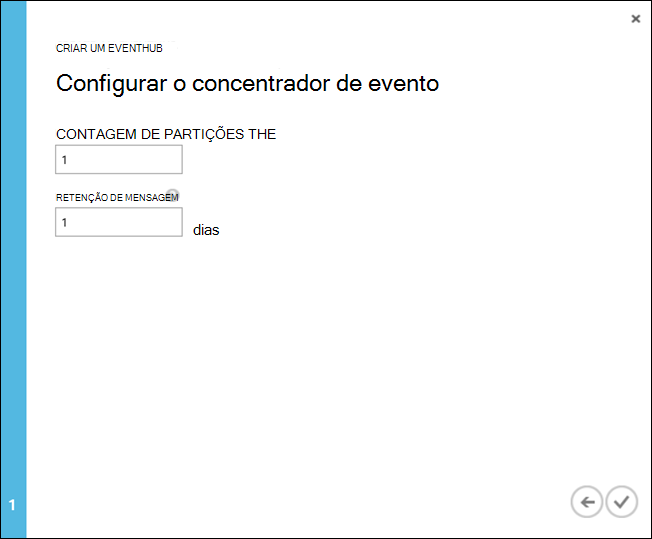 CRIAR UM EVENTHUB
Configurar o concentrador de evento
CONTAGEM DE PARTIÇÕES THE
1
RETENÇÃO DE MENSAGEM
1 dias
1